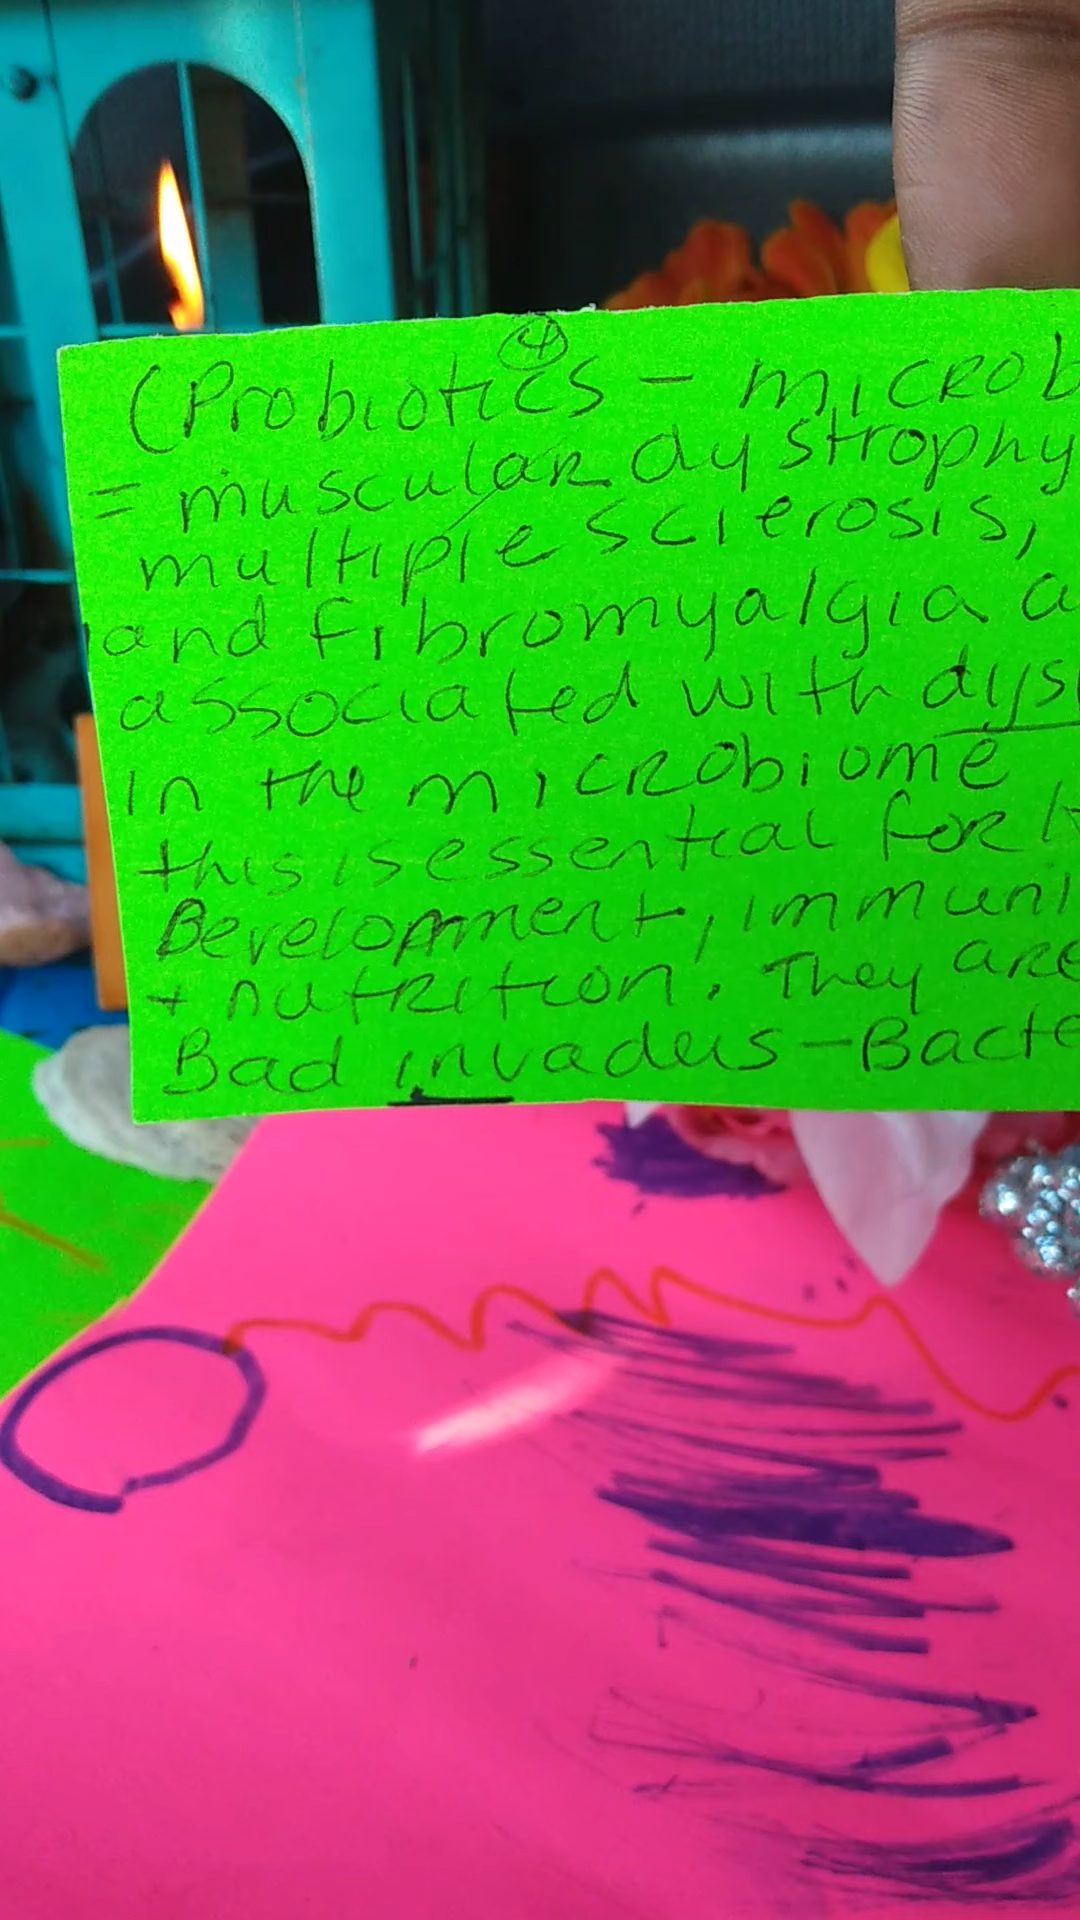 ④
(Probiotics - microb
= muscular dystrophy
multiple sclerosis,
and fibromyalgia a
associated with dys
in the microbiome
this is essential for h
Development, immuni
+ nutrition. They are
Bad invaders - Bacte